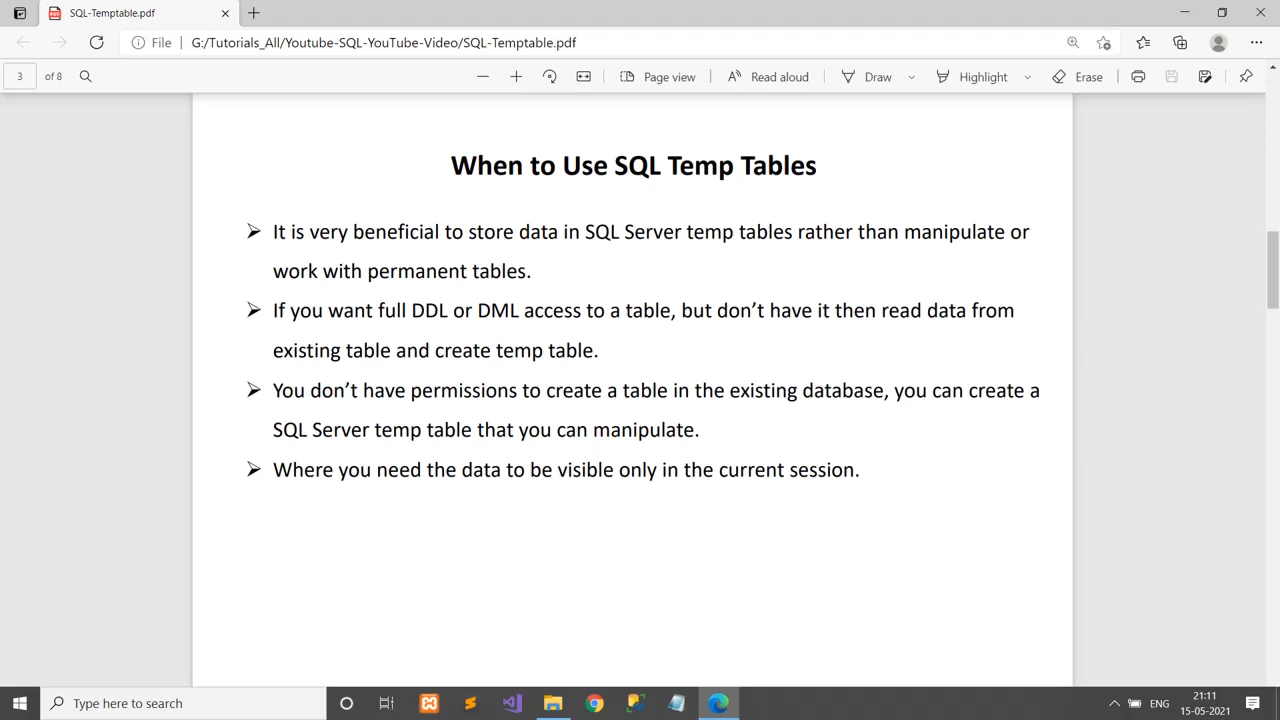 SQL-Temptable.pdf
File
G:/Tutorials_All/Youtube-SQL-YouTube-Video/SQL-Temptable.pdf
3 of 8
Page view
Read aloud
Draw
Highlight
Erase
When to Use SQL Temp Tables
➢ It is very beneficial to store data in SQL Server temp tables rather than manipulate or
work with permanent tables.
➢ If you want full DDL or DML access to a table, but don’t have it then read data from
existing table and create temp table.
➢ You don’t have permissions to create a table in the existing database, you can create a
SQL Server temp table that you can manipulate.
➢ Where you need the data to be visible only in the current session.
Type here to search
ENG
21:11
15-05-2021